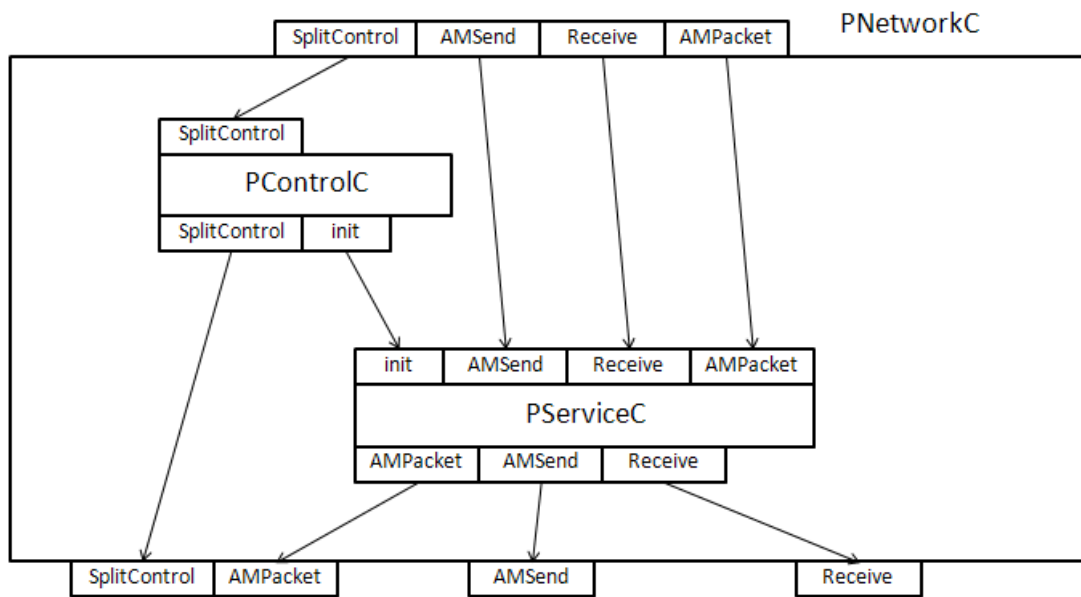 PNetworkC
SplitControl AMSend Receive AMPacket
SplitControl
PControlC
SplitControl init
init AMSend Receive AMPacket
PServiceC
AMPacket AMSend Receive
SplitControl AMPacket AMSend Receive